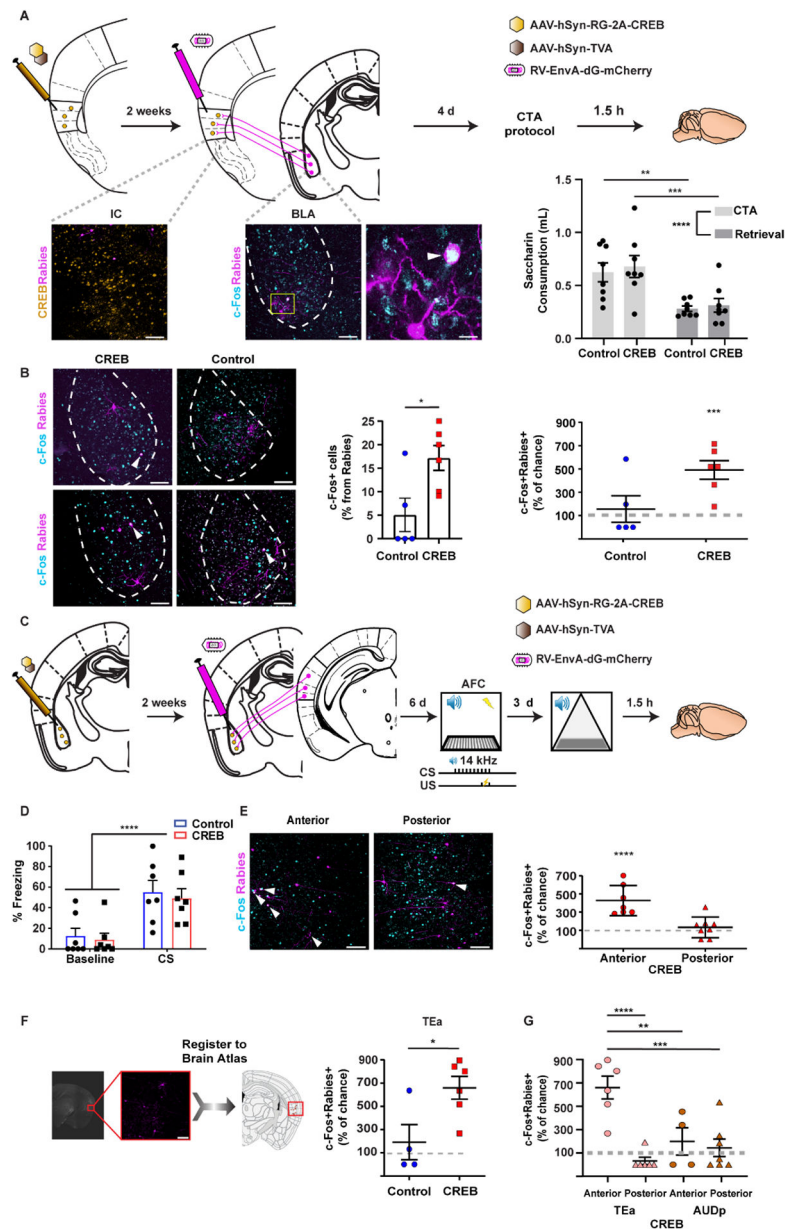 A
AAV-hSyn-RG-2A-CREB
AAV-hSyn-TVA
RV-EnvA-dG-mCherry
2 weeks
4 d
CTA
protocol
1.5 h
IC
BLA
CREBRabies
c-Fos Rabies
Saccharin
Consumption (mL)
1.5
1.0
0.5
0.0
**
***
****
CTA
Retrieval
Control CREB
Control CREB
B
CREB
Control
c-Fos Rabies
c-Fos Rabies
c-Fos+ cells
(% from Rabies)
25
20
15
10
5
0
*
Control CREB
c-Fos+Rabies+
(% of chance)
900
700
500
300
100
***
Control
CREB
C
AAV-hSyn-RG-2A-CREB
AAV-hSyn-TVA
RV-EnvA-dG-mCherry
2 weeks
6 d
AFC
3 d
1.5 h
14 kHz
CS
US
D
% Freezing
100
80
60
40
20
0
****
Control
CREB
Baseline
CS
E
Anterior
Posterior
c-Fos Rabies
c-Fos+Rabies+
(% of chance)
700
500
300
100
****
Anterior
Posterior
CREB
F
Register to
Brain Atlas
TEa
c-Fos+Rabies+
(% of chance)
900
700
500
300
100
*
Control
CREB
G
c-Fos+Rabies+
(% of chance)
900
700
500
300
100
****
**
***
Anterior Posterior Anterior Posterior
TEa
AUDp
CREB